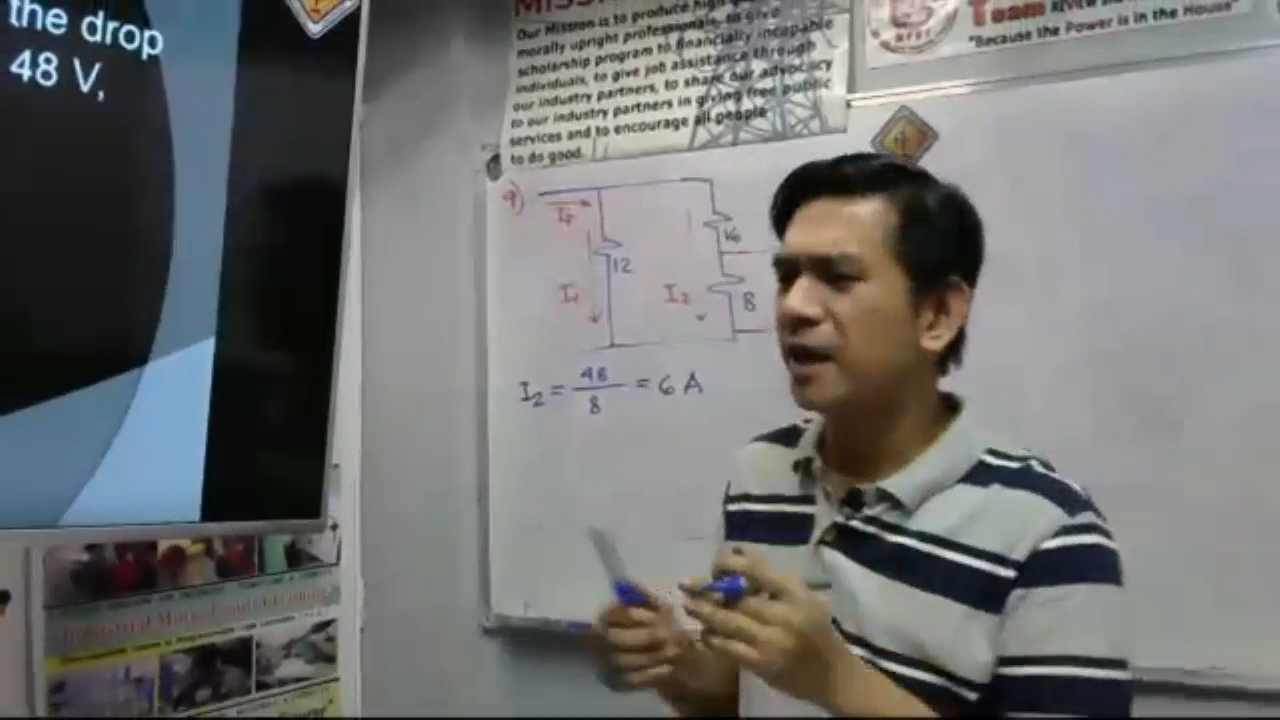 the drop
48 V,
Our Mission is to produce high
morally upright professionals, to give
scholarship program to financially incapable
individuals, to give job assistance through
our industry partners, to share our advocacy
to our industry partners in giving free public
services and to encourage all people
to do good.
Team REVIEW
"Because the Power is in the House"
9)
IT
12
16
I1
I2
8
I2 = 48/8 = 6 A